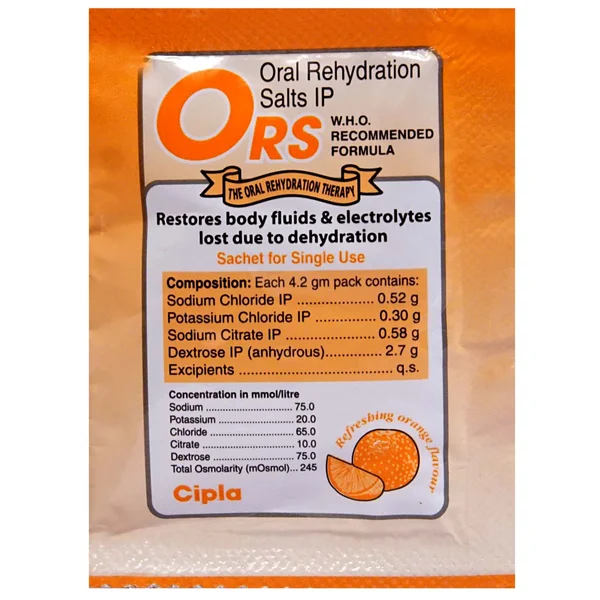 Oral Rehydration
Salts IP
ORS
W.H.O.
RECOMMENDED
FORMULA
THE ORAL REHYDRATION THERAPY
Restores body fluids & electrolytes
lost due to dehydration
Sachet for Single Use
Composition: Each 4.2 gm pack contains:
Sodium Chloride IP .................. 0.52 g
Potassium Chloride IP ............. 0.30 g
Sodium Citrate IP .................... 0.58 g
Dextrose IP (anhydrous)........... 2.7 g
Excipients ................................ q.s.
Concentration in mmol/litre
Sodium ............................. 75.0
Potassium ........................ 20.0
Chloride ........................... 65.0
Citrate .............................. 10.0
Dextrose .......................... 75.0
Total Osmolarity (mOsmol)... 245
Refreshing orange flavour
Cipla